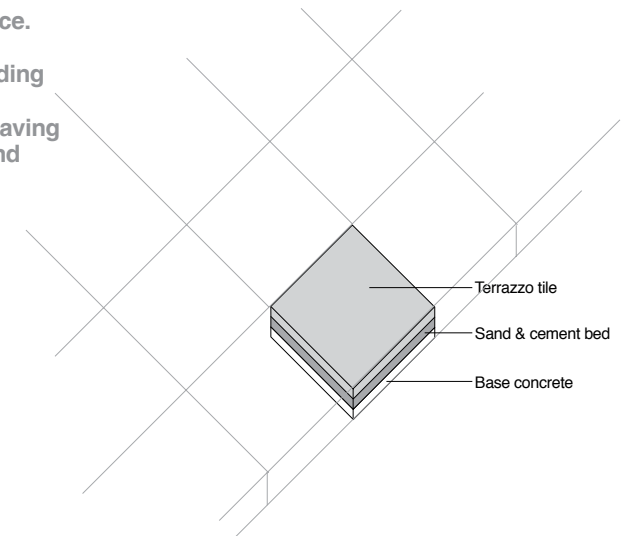 ce.
ding
aving
nd
Terrazzo tile
Sand & cement bed
Base concrete